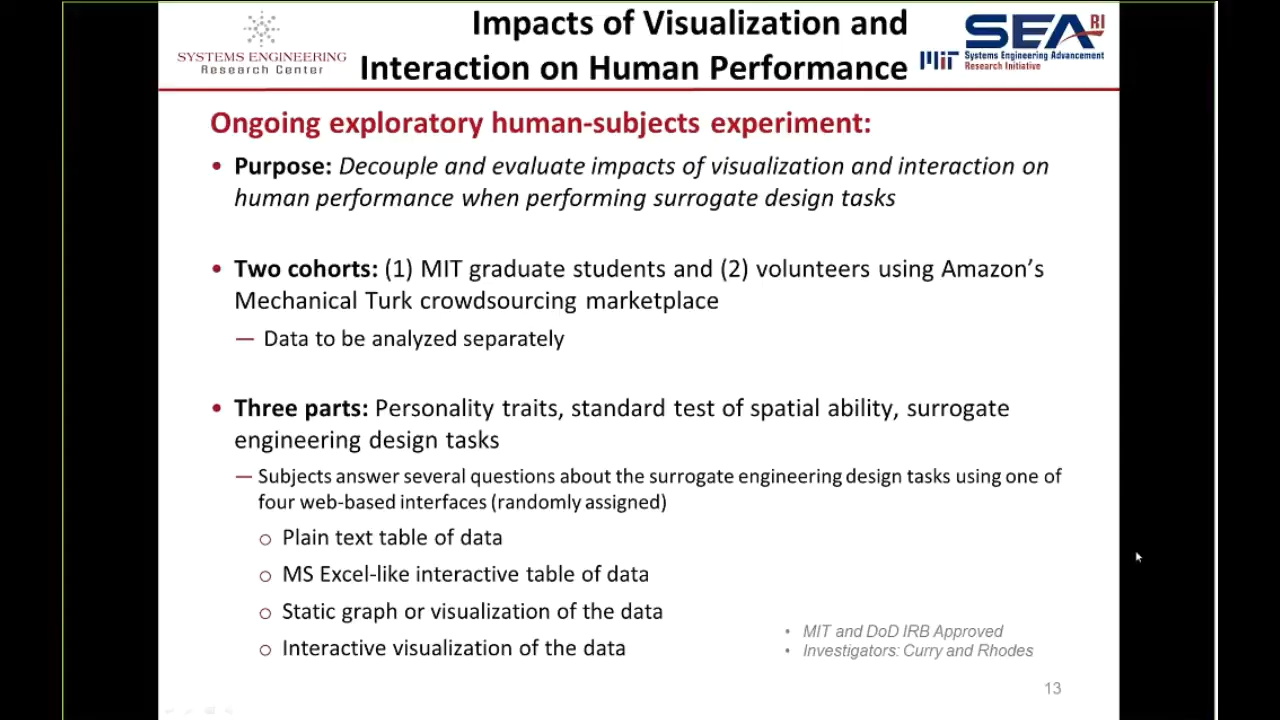 SYSTEMS ENGINEERING
Research Center
Impacts of Visualization and
Interaction on Human Performance
MIT
SEARI
Systems Engineering Advancement
Research Initiative
Ongoing exploratory human-subjects experiment:
• Purpose: Decouple and evaluate impacts of visualization and interaction on
human performance when performing surrogate design tasks
• Two cohorts: (1) MIT graduate students and (2) volunteers using Amazon’s
Mechanical Turk crowdsourcing marketplace
— Data to be analyzed separately
• Three parts: Personality traits, standard test of spatial ability, surrogate
engineering design tasks
— Subjects answer several questions about the surrogate engineering design tasks using one of
four web-based interfaces (randomly assigned)
o Plain text table of data
o MS Excel-like interactive table of data
o Static graph or visualization of the data
o Interactive visualization of the data
• MIT and DoD IRB Approved
• Investigators: Curry and Rhodes
13